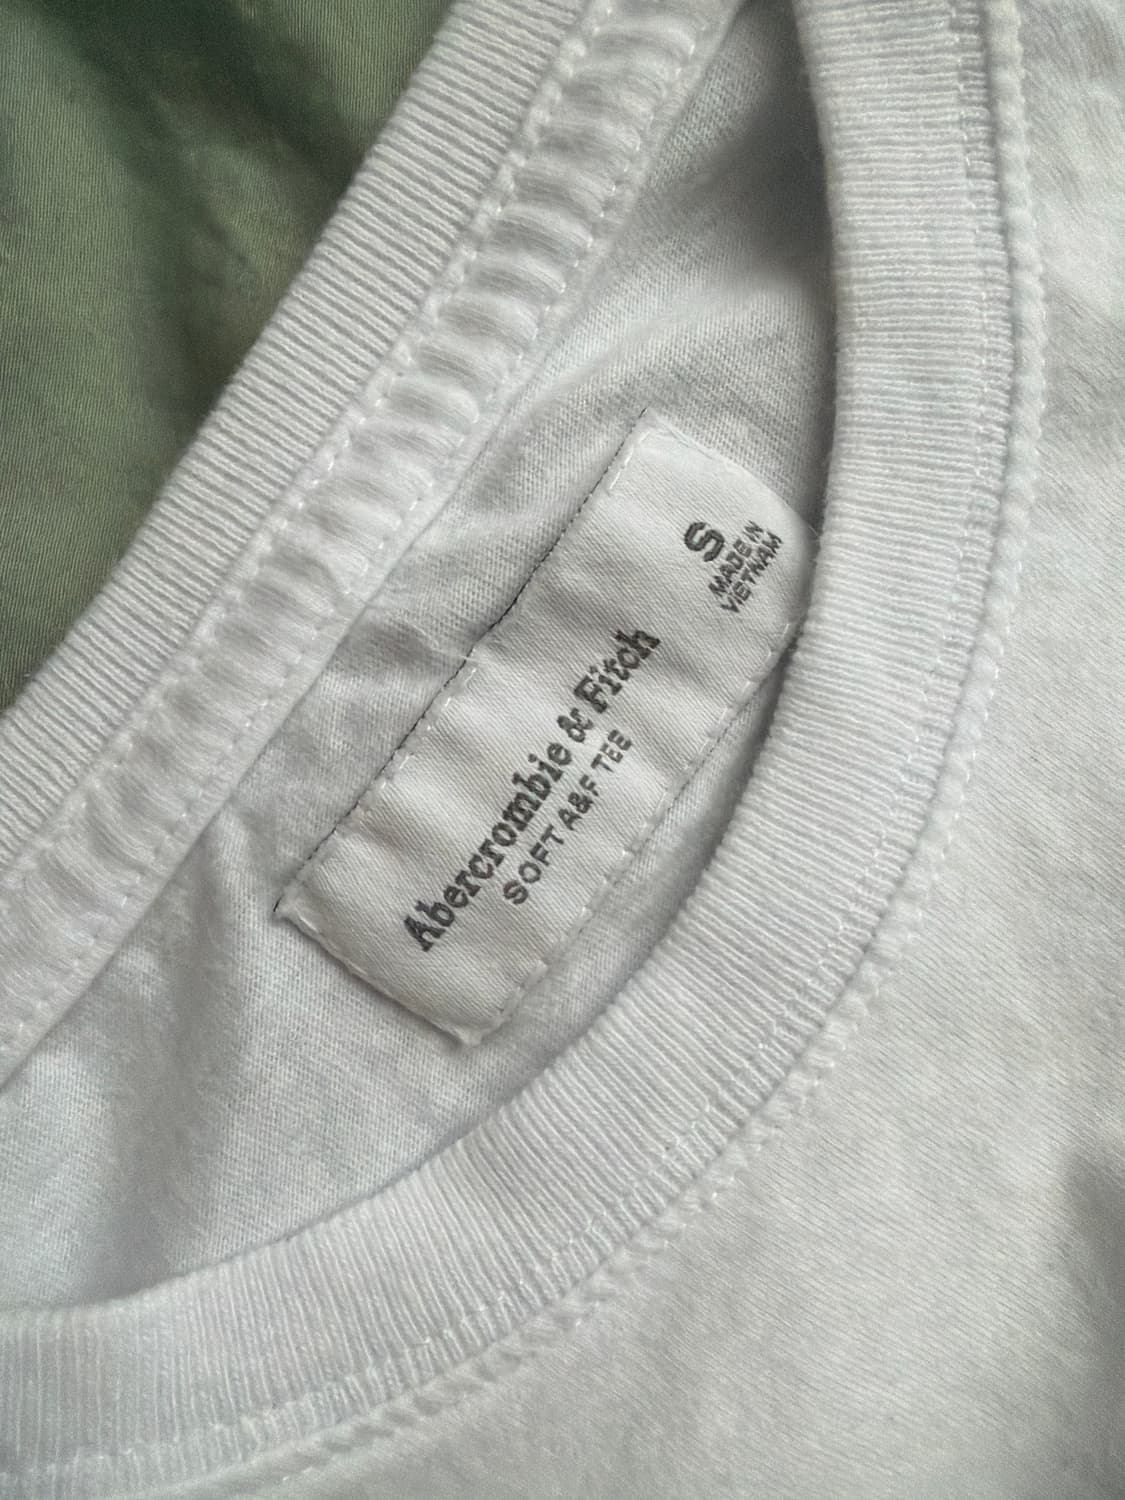 Abercrombie & Fitch
SOFT A&F TEE
S
MADE IN
VIETNAM